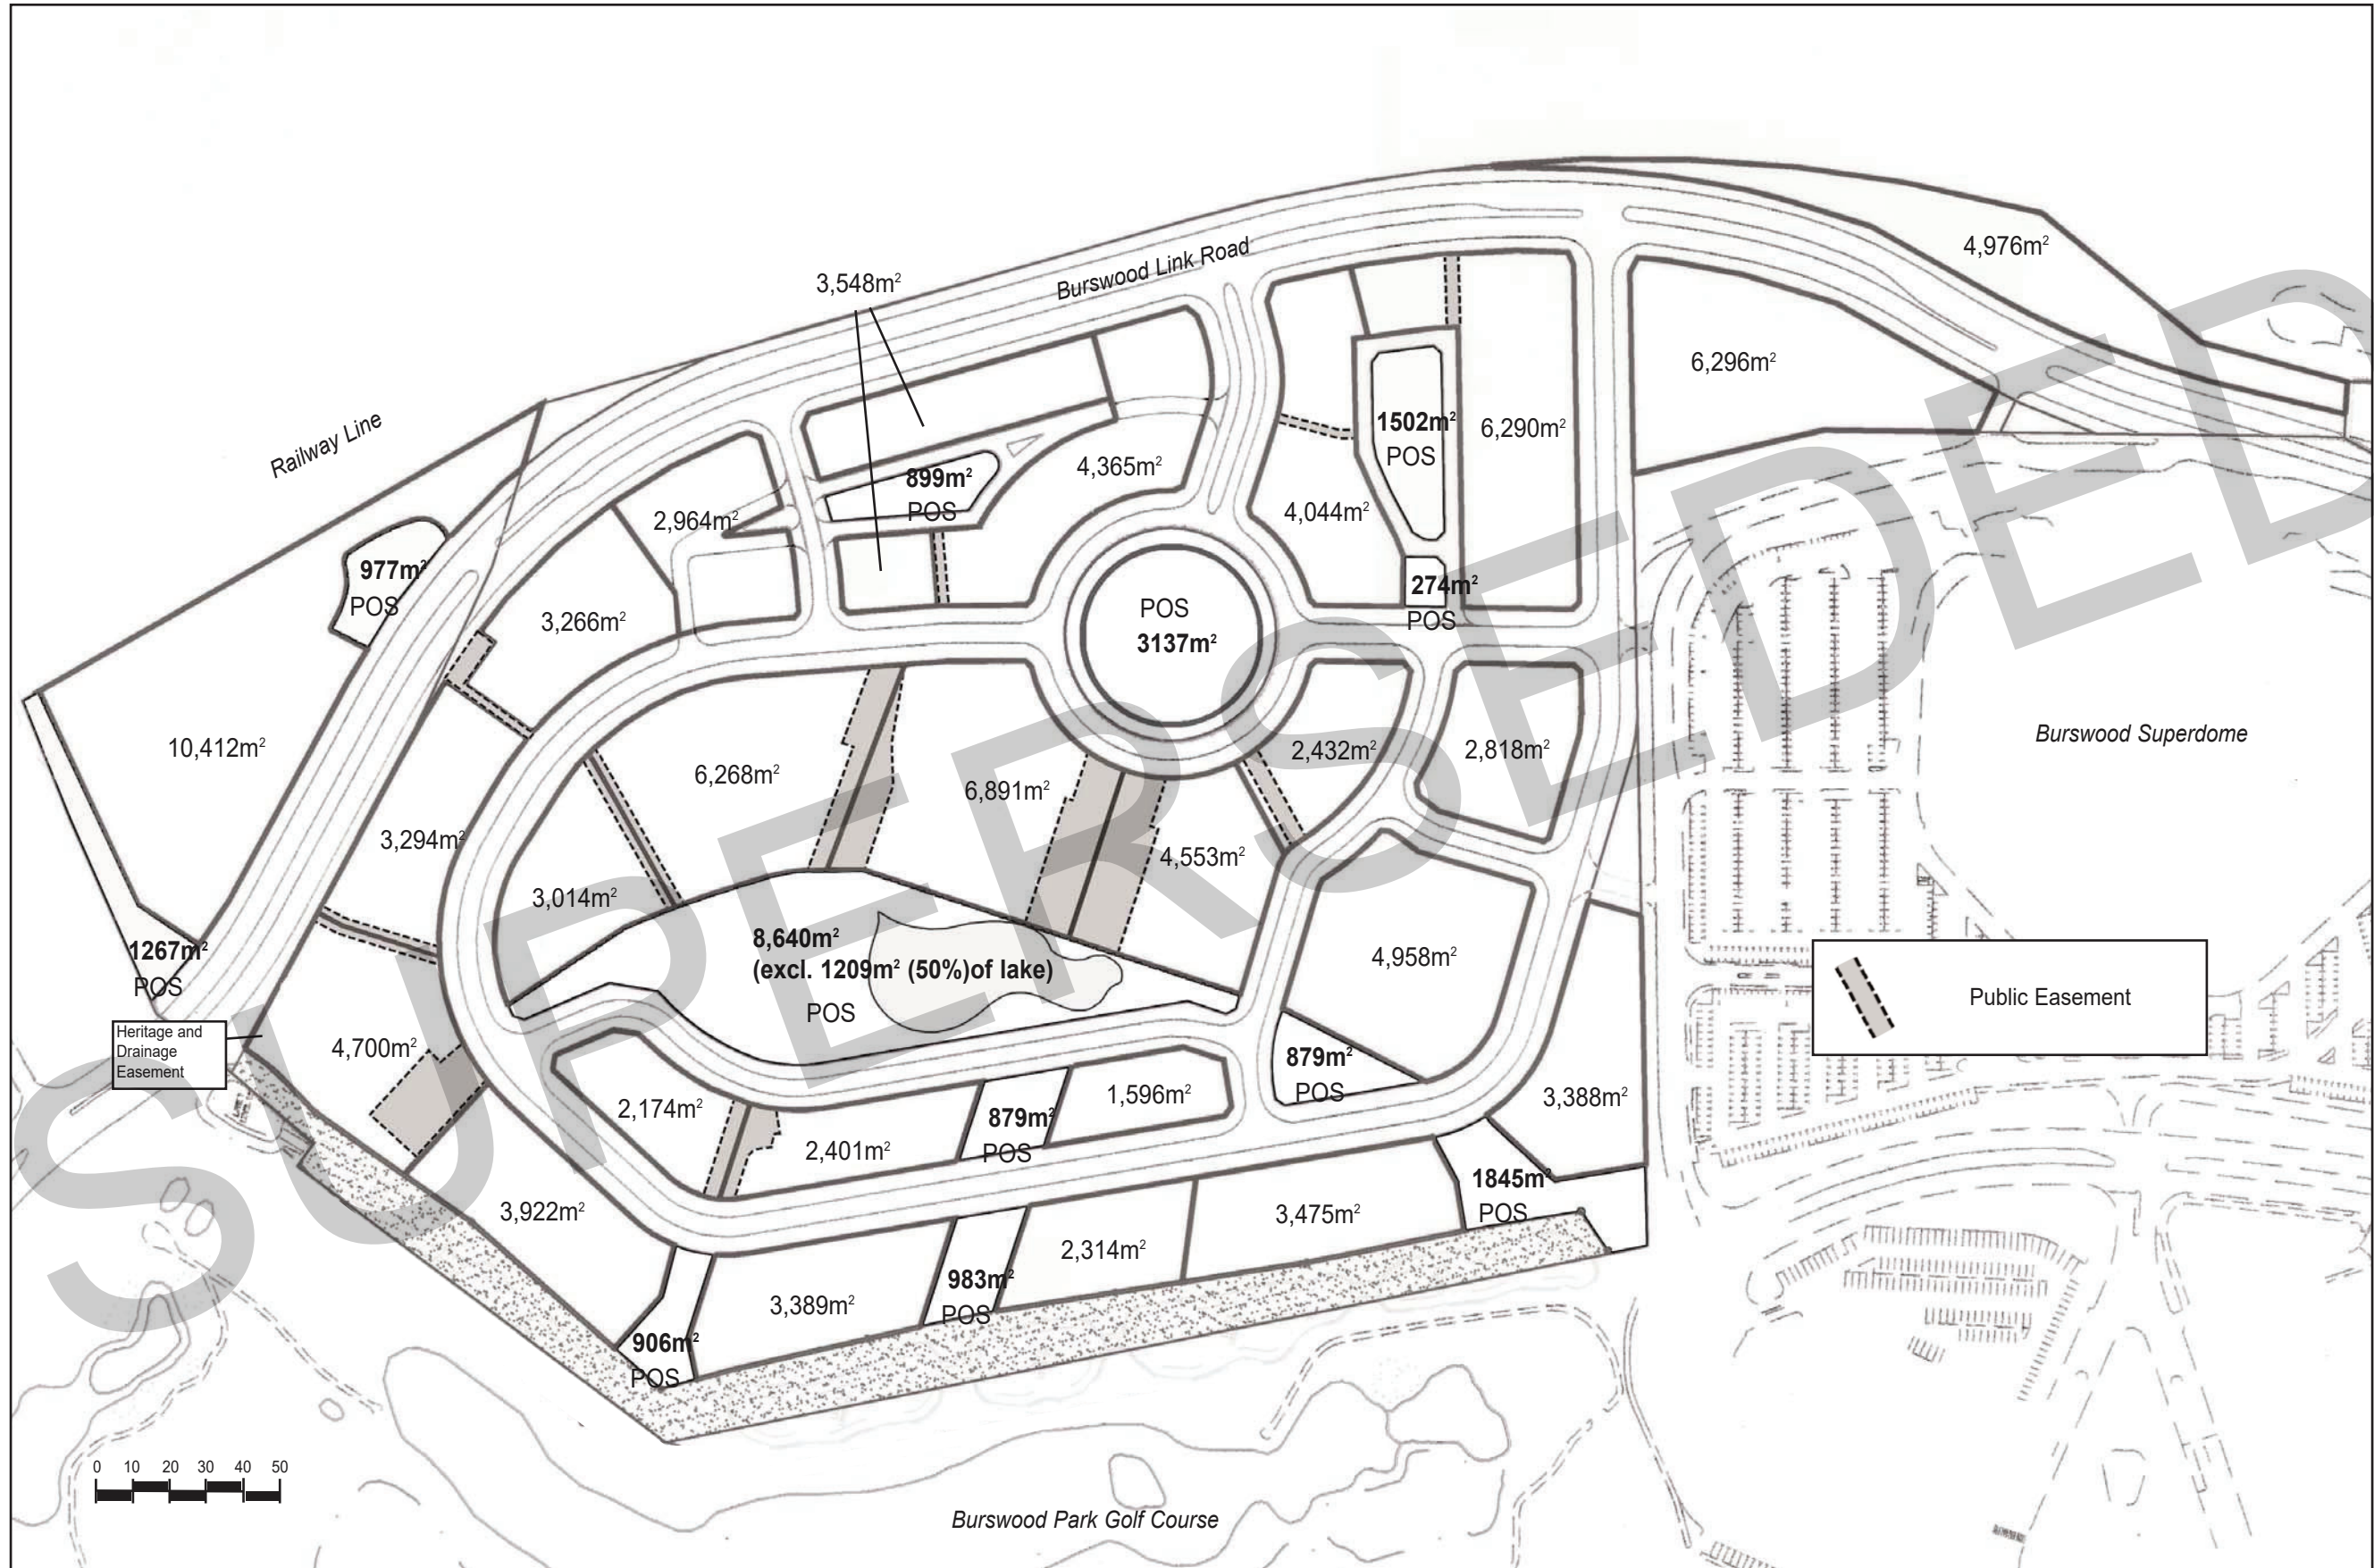 4,976m²
3,548m²
Burswood Link Road
6,296m²
Railway Line
1502m²
POS
6,290m²
4,365m²
899m²
POS
2,964m²
4,044m²
977m²
POS
274m²
POS
3,266m²
POS
3137m²
10,412m²
Burswood Superdome
2,432m²
2,818m²
6,268m²
6,891m²
3,294m²
4,553m²
3,014m²
8,640m²
(excl. 1209m² (50%)of lake)
POS
4,958m²
1267m²
POS
Public Easement
Heritage and
Drainage
Easement
4,700m²
879m²
POS
1,596m²
3,388m²
2,174m²
879m²
POS
2,401m²
1845m²
POS
3,922m²
3,475m²
2,314m²
983m²
POS
3,389m²
906m²
POS
0 10 20 30 40 50
Burswood Park Golf Course
SUPERSEDED